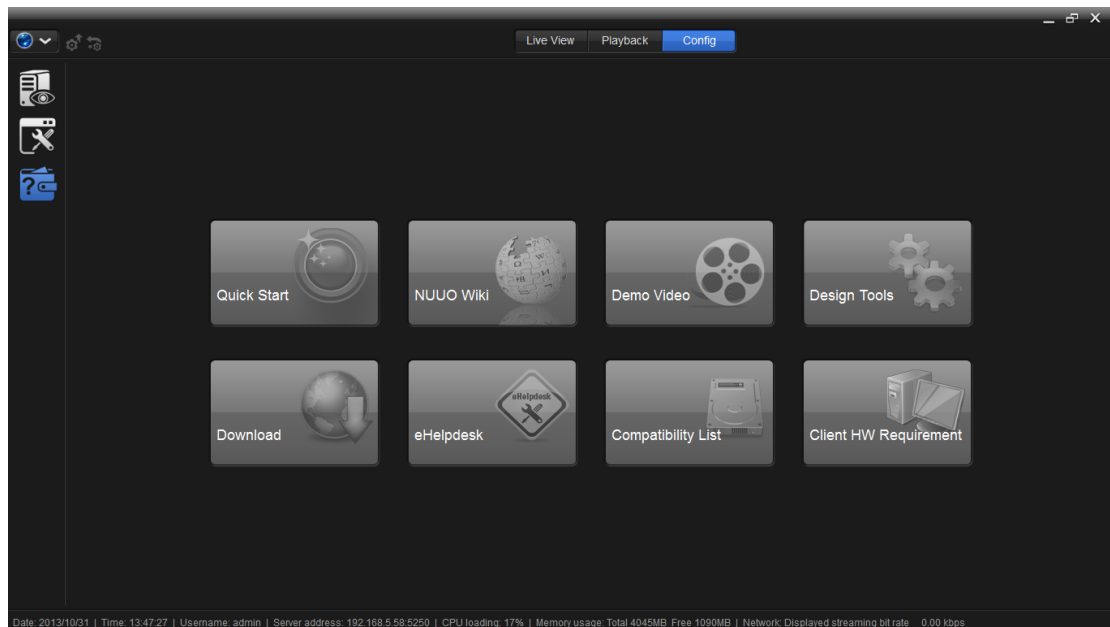 Live View Playback Config
Quick Start
NUUO Wiki
Demo Video
Design Tools
Download
eHelpdesk
eHelpdesk
Compatibility List
Client HW Requirement
Date: 2013/10/31 | Time: 13:47:27 | Username: admin | Server address: 192.168.5.58:5250 | CPU loading: 17% | Memory usage: Total 4045MB Free 1090MB | Network: Displayed streaming bit rate 0.00 kbps